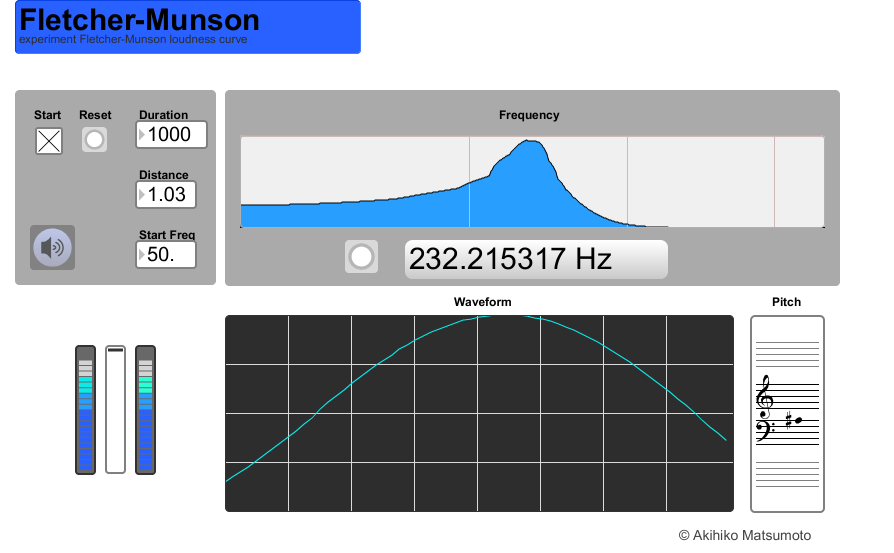 Fletcher-Munson
experiment Fletcher-Munson loudness curve
Start Reset Duration
1000
Distance
1.03
Start Freq
50.
Frequency
232.215317 Hz
Waveform
Pitch
© Akihiko Matsumoto